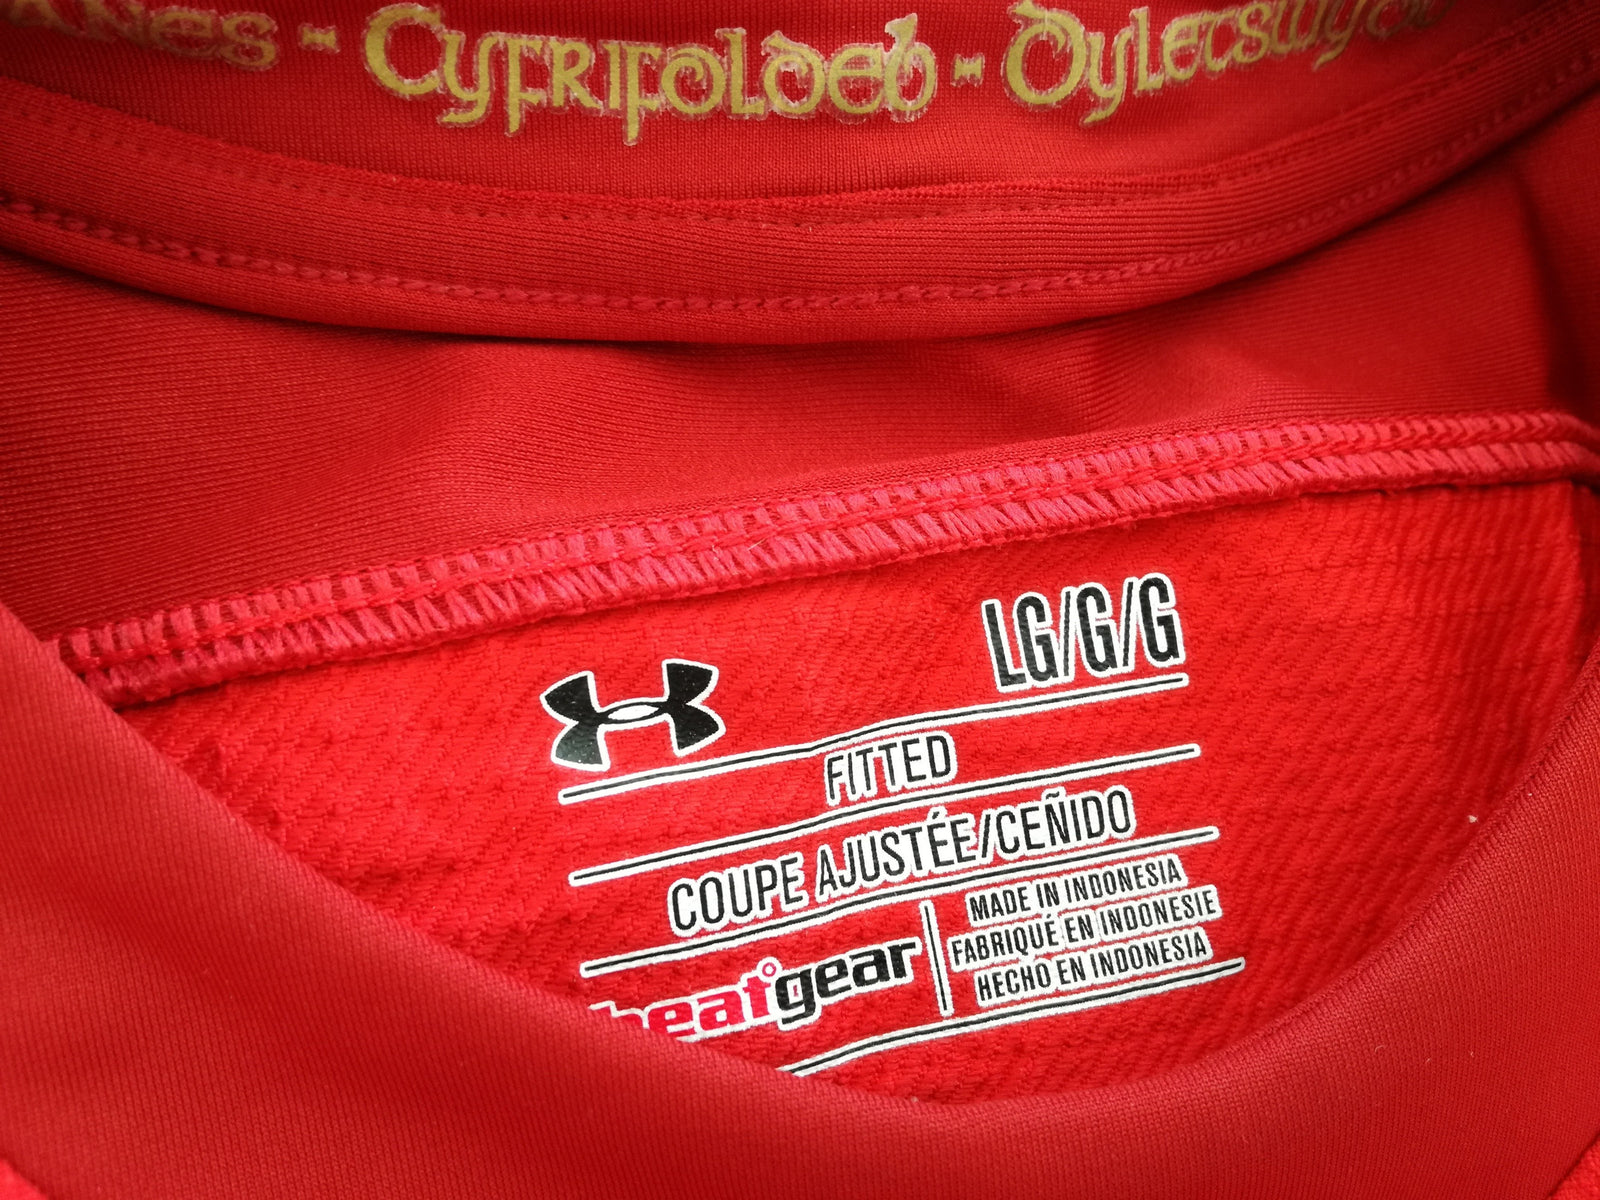 - Cyfrifoldeb - Dyletswydd
LG/G/G
FITTED
COUPE AJUSTÉE/CEÑIDO
heatgear
MADE IN INDONESIA
FABRIQUÉ EN INDONESIE
HECHO EN INDONESIA